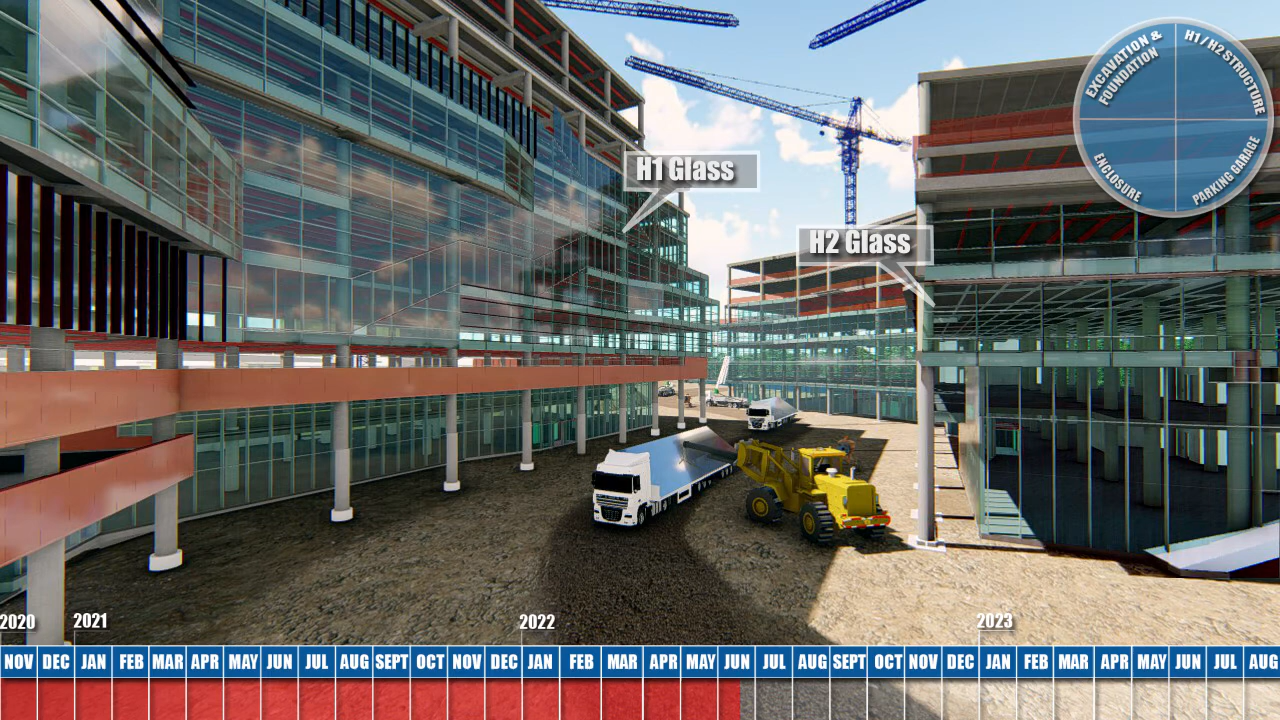 EXCAVATION &
FOUNDATION
H1/H2 STRUCTURE
ENCLOSURE
PARKING GARAGE
H1 Glass
H2 Glass
2020 2021 2022 2023
NOV DEC JAN FEB MAR APR MAY JUN JUL AUG SEPT OCT NOV DEC JAN FEB MAR APR MAY JUN JUL AUG SEPT OCT NOV DEC JAN FEB MAR APR MAY JUN JUL AUG